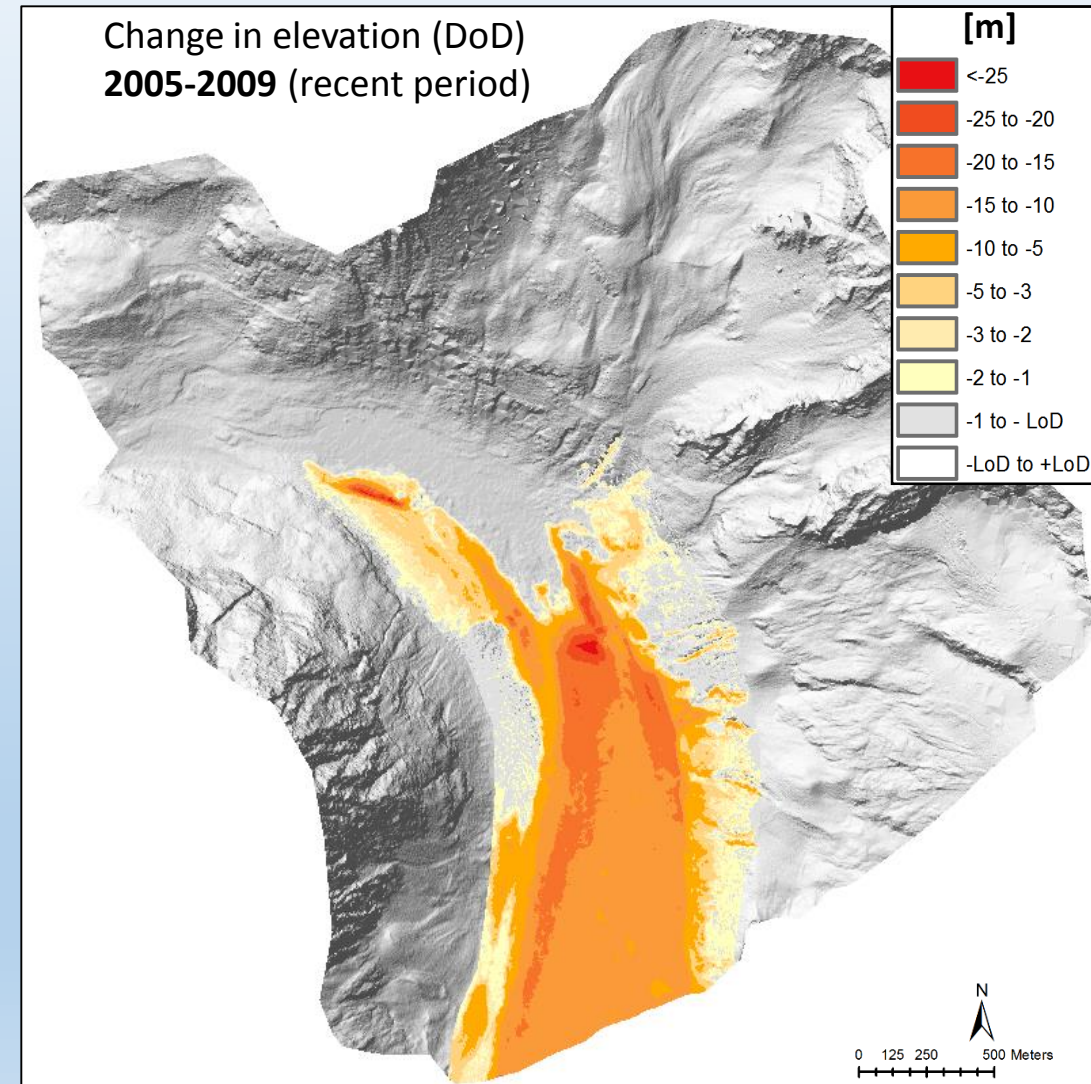 Change in elevation (DoD)
2005-2009 (recent period)
[m]
<-25
-25 to -20
-20 to -15
-15 to -10
-10 to -5
-5 to -3
-3 to -2
-2 to -1
-1 to - LoD
-LoD to +LoD
N
0 125 250 500 Meters